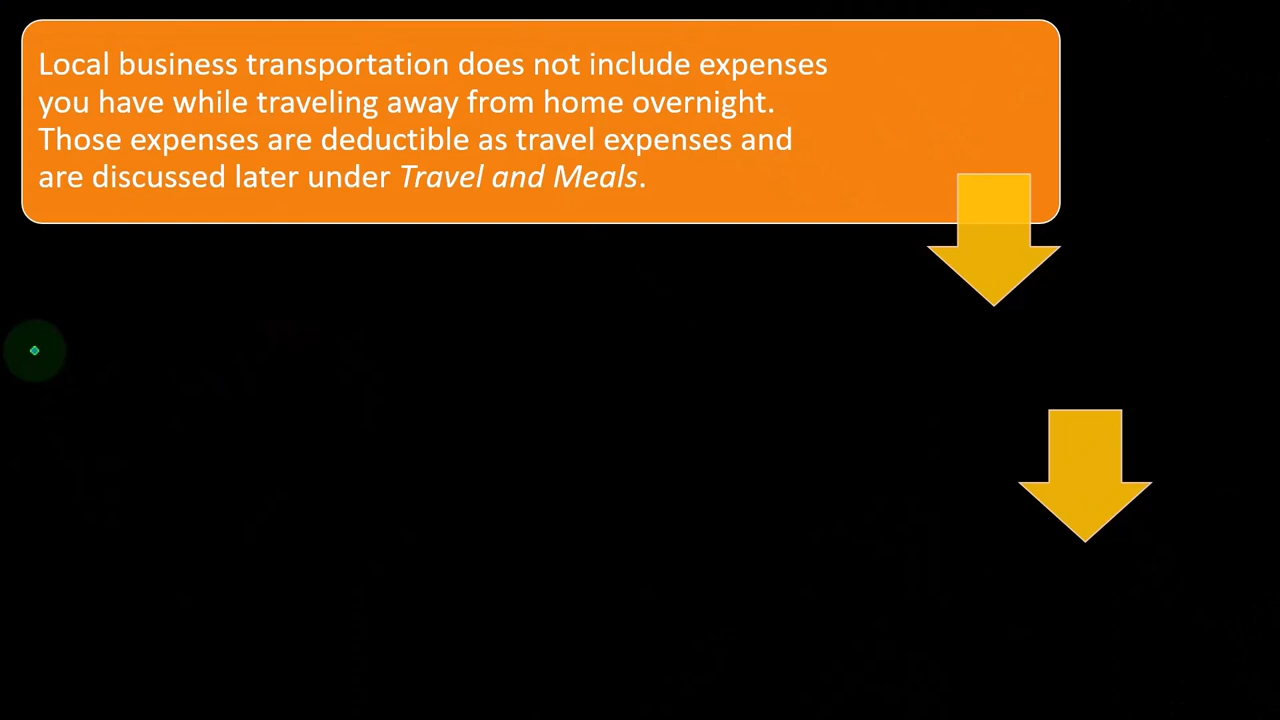 Local business transportation does not include expenses
you have while traveling away from home overnight.
Those expenses are deductible as travel expenses and
are discussed later under Travel and Meals.